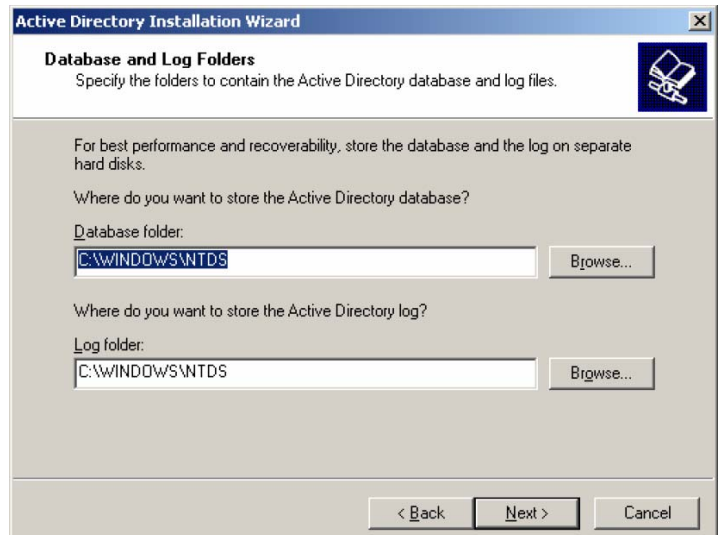 Active Directory Installation Wizard
Database and Log Folders
Specify the folders to contain the Active Directory database and log files.
For best performance and recoverability, store the database and the log on separate
hard disks.
Where do you want to store the Active Directory database?
Database folder:
C:\WINDOWS\NTDS
Browse...
Where do you want to store the Active Directory log?
Log folder:
C:\WINDOWS\NTDS
Browse...
< Back
Next >
Cancel